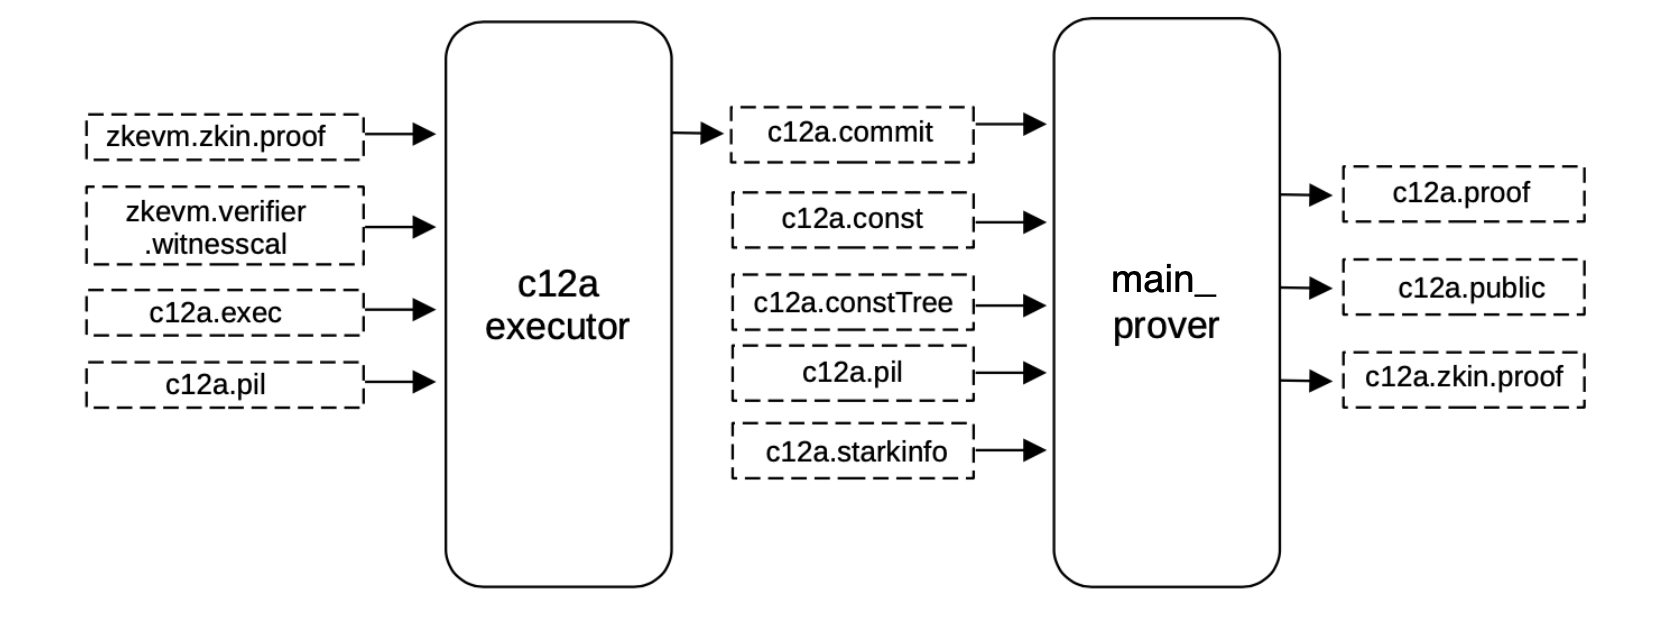 zkevm.zkin.proof
zkevm.verifier
.witnesscal
c12a.exec
c12a.pil
c12a
executor
c12a.commit
c12a.const
c12a.constTree
c12a.pil
c12a.starkinfo
main_
prover
c12a.proof
c12a.public
c12a.zkin.proof